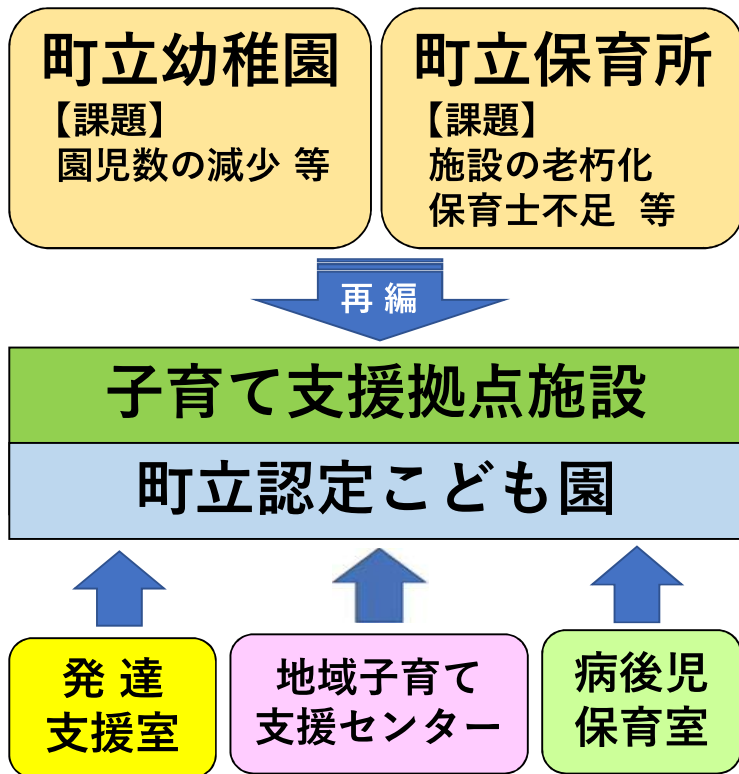 町立幼稚園
【課題】
園児数の減少 等
町立保育所
【課題】
施設の老朽化
保育士不足 等
再編
子育て支援拠点施設
町立認定こども園
発達
支援室
地域子育て
支援センター
病後児
保育室